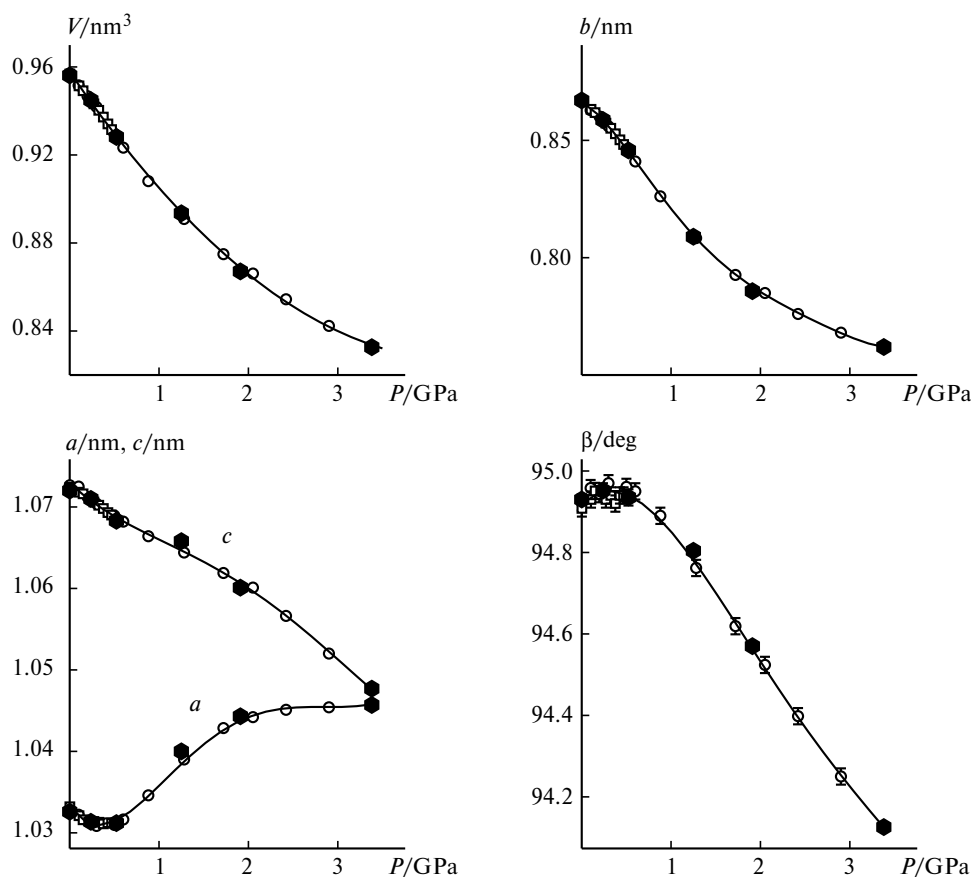 V/nm³
0.96
0.92
0.88
0.84
1 2 3 P/GPa
b/nm
0.85
0.80
1 2 3 P/GPa
a/nm, c/nm
1.07
c
1.06
1.05
a
1.04
1.03
1 2 3 P/GPa
β/deg
95.0
94.8
94.6
94.4
94.2
1 2 3 P/GPa